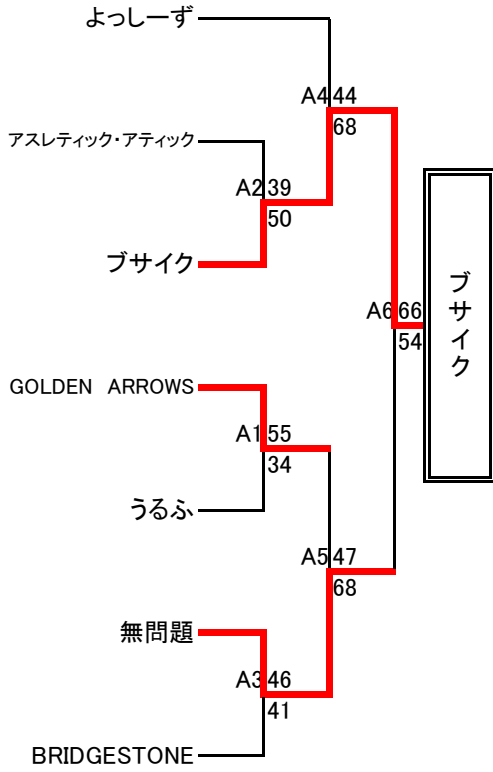 よっしーず
A4 44
68
アスレティック・アティック
A2 39
50
ブサイク
A6 66
54
ブサイク
GOLDEN ARROWS
A1 55
34
うるふ
A5 47
68
無問題
A3 46
41
BRIDGESTONE